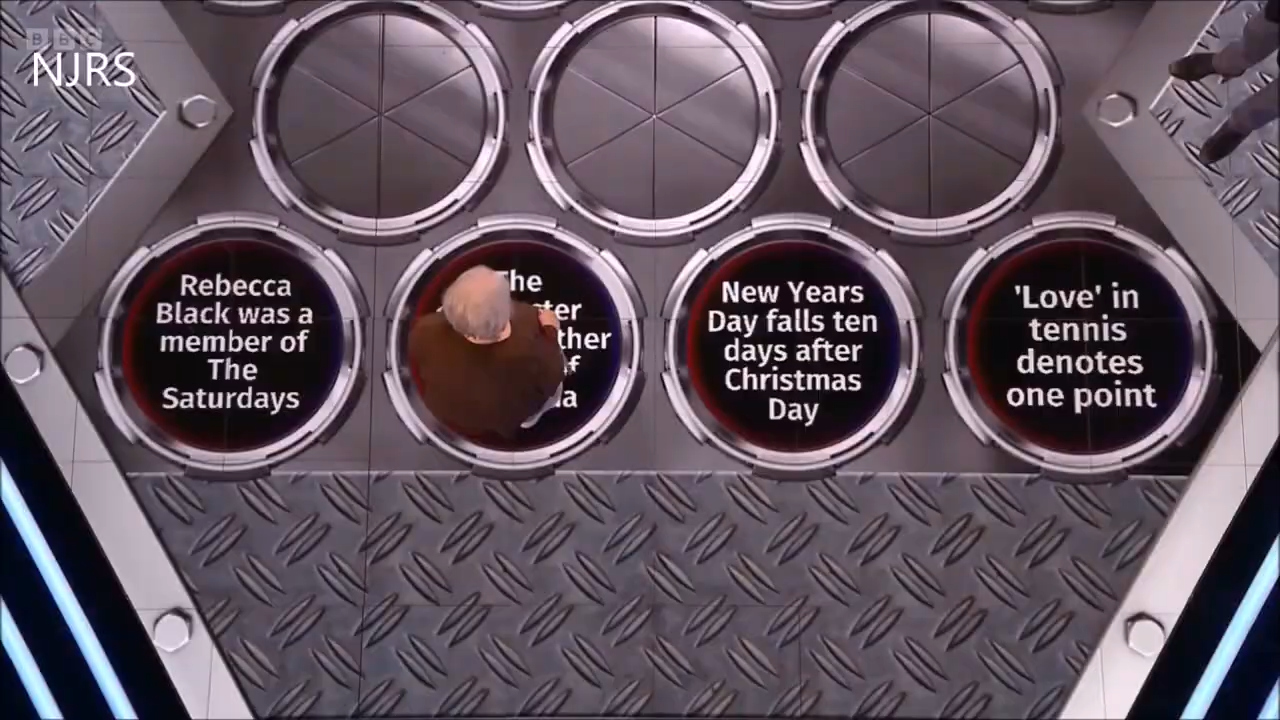 BBC
NJRS
Rebecca
Black was a
member of
The
Saturdays
The
New Years
Day falls ten
days after
Christmas
Day
'Love' in
tennis
denotes
one point